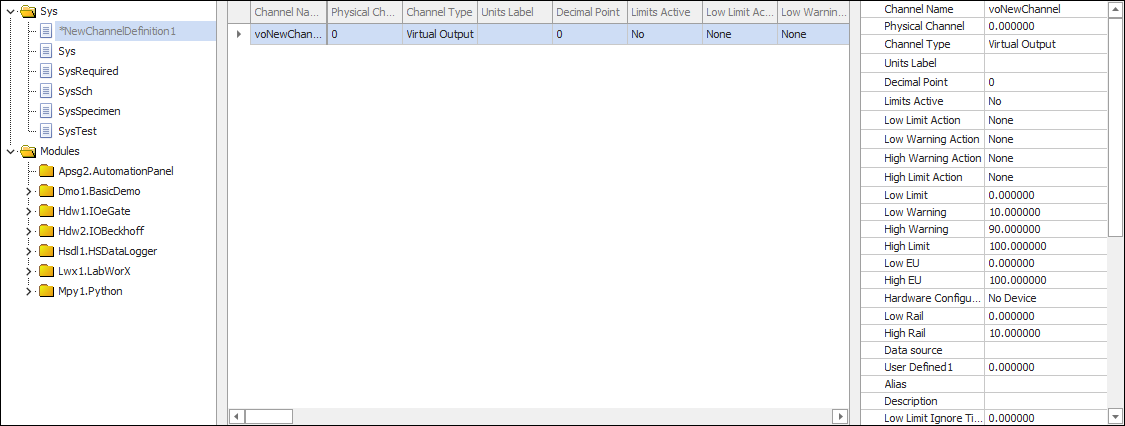 Sys
*NewChannelDefinition1
Sys
SysRequired
SysSch
SysSpecimen
SysTest
Modules
Apsg2.AutomationPanel
Dmo1.BasicDemo
Hdw1.IOeGate
Hdw2.IOBeckhoff
Hsdl1.HSDataLogger
Lwx1.LabWorX
Mpy1.Python
Channel Na... Physical Ch... Channel Type Units Label Decimal Point Limits Active Low Limit Ac... Low Warnin...
voNewChan... 0 Virtual Output 0 No None None
Channel Name voNewChannel
Physical Channel 0.000000
Channel Type Virtual Output
Units Label
Decimal Point 0
Limits Active No
Low Limit Action None
Low Warning Action None
High Warning Action None
High Limit Action None
Low Limit 0.000000
Low Warning 10.000000
High Warning 90.000000
High Limit 100.000000
Low EU 0.000000
High EU 100.000000
Hardware Configu... No Device
Low Rail 0.000000
High Rail 10.000000
Data source
User Defined1 0.000000
Alias
Description
Low Limit Ignore Ti... 0.000000